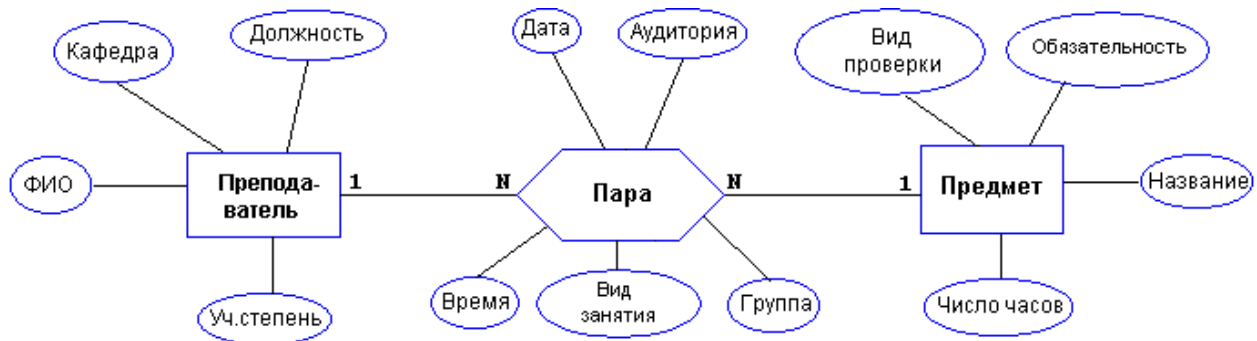 Кафедра
Должность
Дата
Аудитория
Вид
проверки
Обязательность
ФИО
Препода-
ватель
1
N
Пара
N
1
Предмет
Название
Уч.степень
Время
Вид
занятия
Группа
Число часов